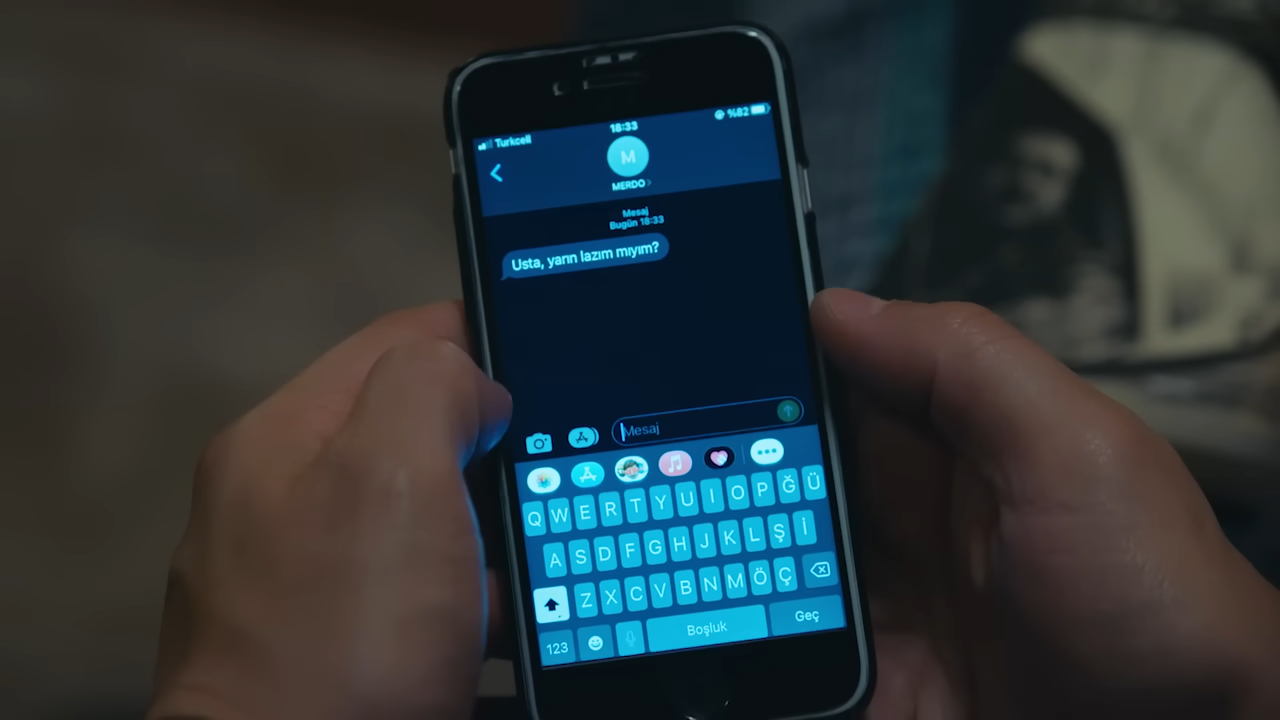 Turkcell
18:33
%82
M
MERDO
Mesaj
Bugün 18:33
Usta, yarın lazım mıyım?
Mesaj
Q W E R T Y U I O P Ğ Ü
A S D F G H J K L Ş İ
Z X C V B N M Ö Ç
123
Boşluk
Geç